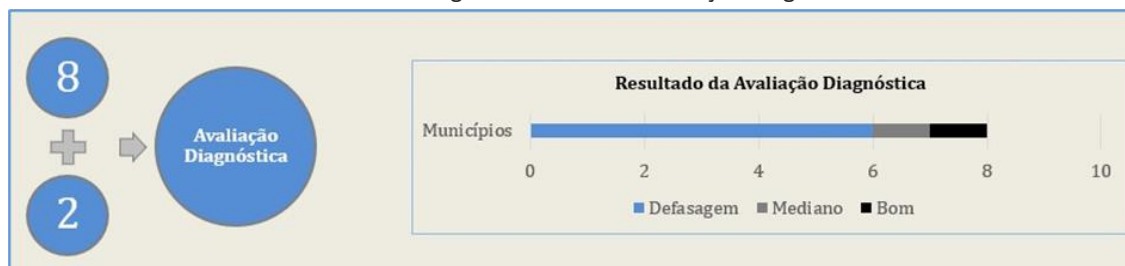 8
2
Avaliação
Diagnóstica
Resultado da Avaliação Diagnóstica
Municípios
0 2 4 6 8 10
Defasagem Mediano Bom